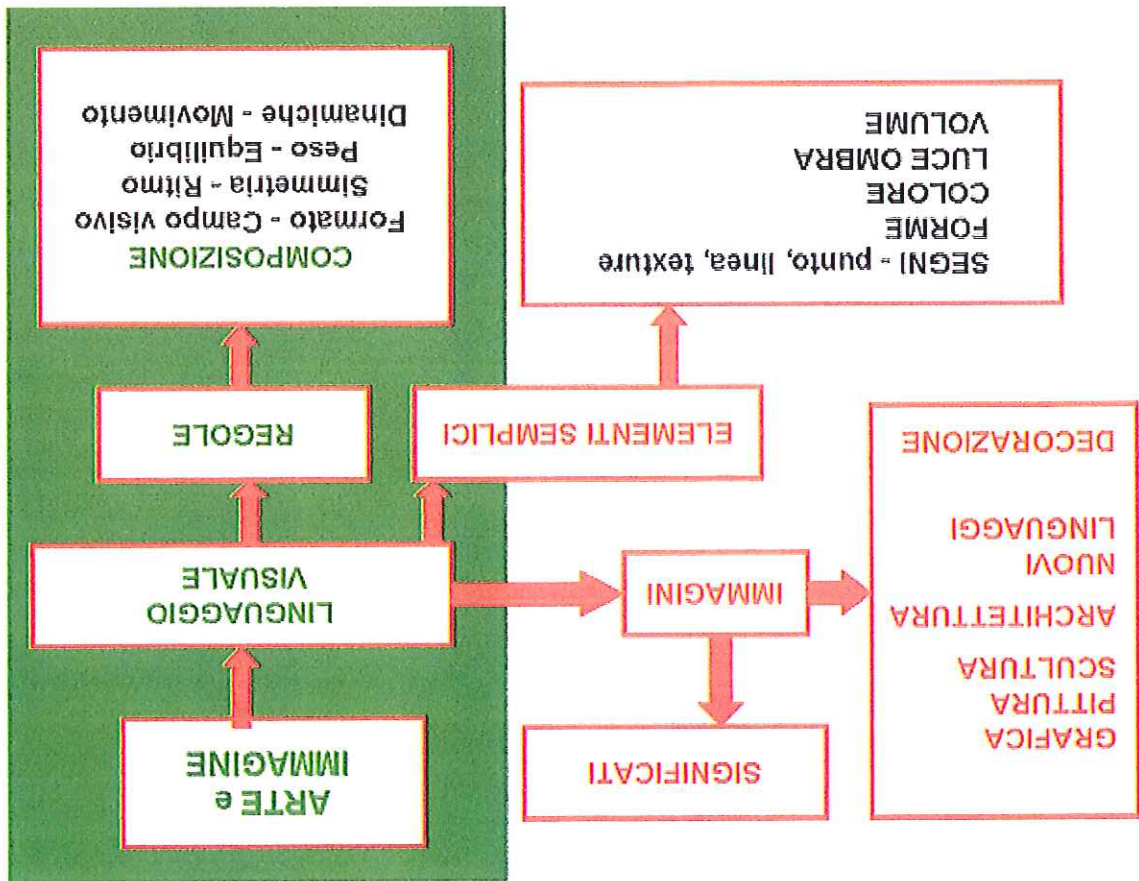 ARTE e
IMMAGINE
LINGUAGGIO
VISUALE
REGOLE
COMPOSIZIONE
Formato - Campo visivo
Simmetria - Ritmo
Peso - Equilibrio
Dinamiche - Movimento
ELEMENTI SEMPLICI
SEGNI - punto, linea, texture
FORME
COLORE
LUCE OMBRA
VOLUME
IMMAGINI
SIGNIFICATI
GRAFICA
PITTURA
SCULTURA
ARCHITETTURA
NUOVI
LINGUAGGI
DECORAZIONE